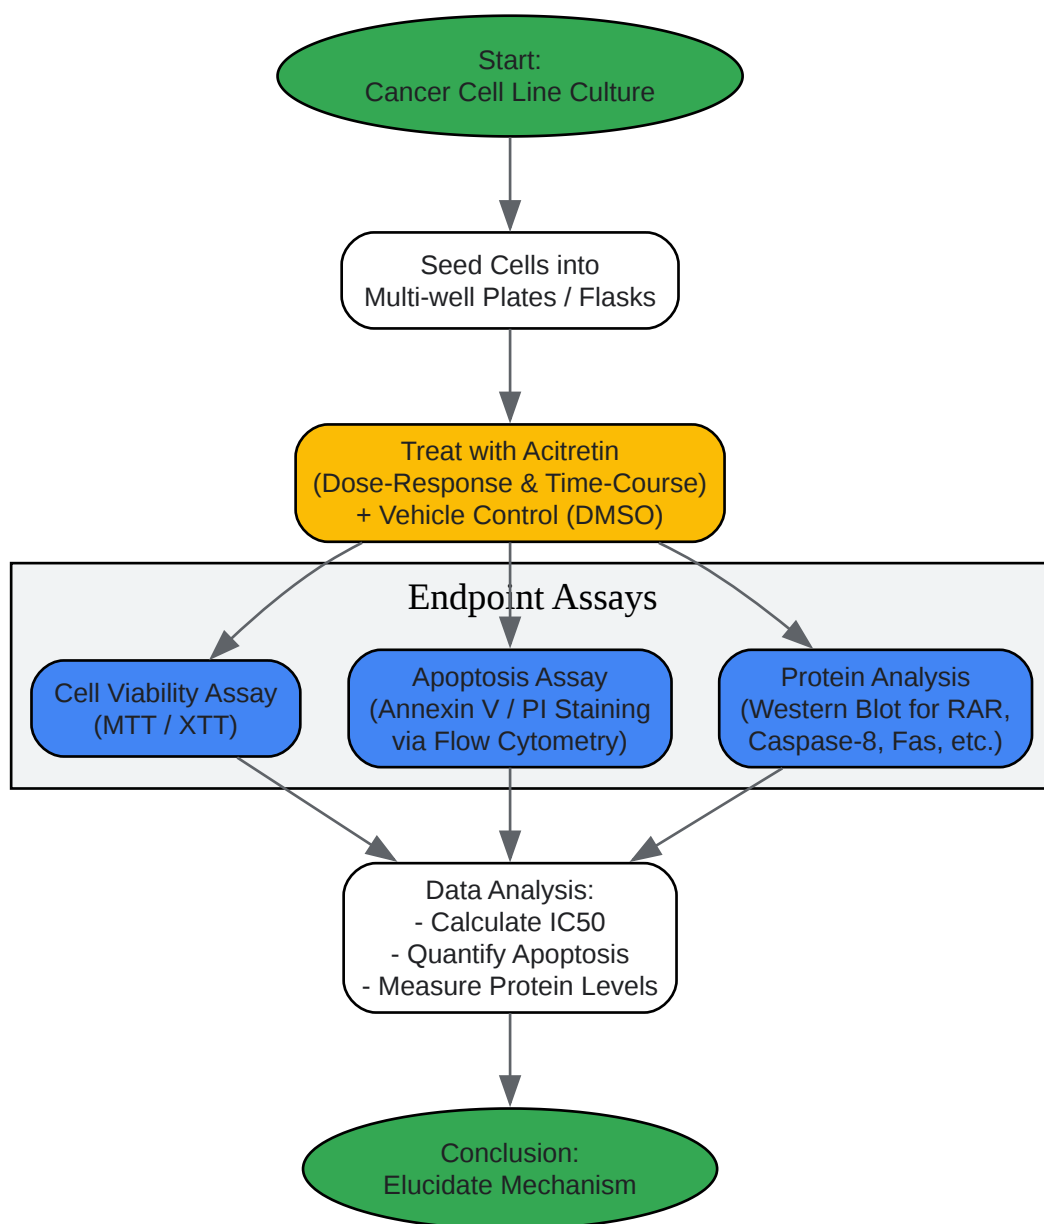 Start:
Cancer Cell Line Culture
Seed Cells into
Multi-well Plates / Flasks
Treat with Acitretin
(Dose-Response & Time-Course)
+ Vehicle Control (DMSO)
Endpoint Assays
Cell Viability Assay
(MTT / XTT)
Apoptosis Assay
(Annexin V / PI Staining
via Flow Cytometry)
Protein Analysis
(Western Blot for RAR,
Caspase-8, Fas, etc.)
Data Analysis:
- Calculate IC50
- Quantify Apoptosis
- Measure Protein Levels
Conclusion:
Elucidate Mechanism